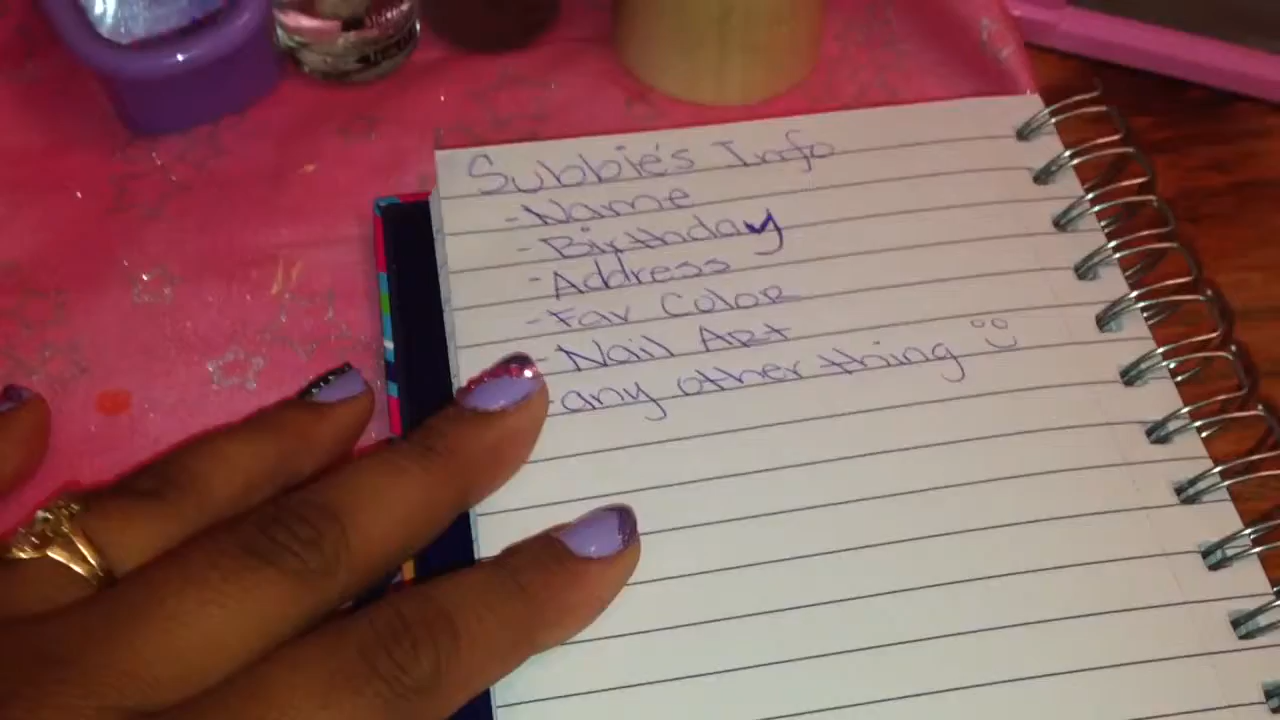 Subbie's Info
- Name
- Birthday
- Address
- Fav Color
- Nail Art
- any other thing